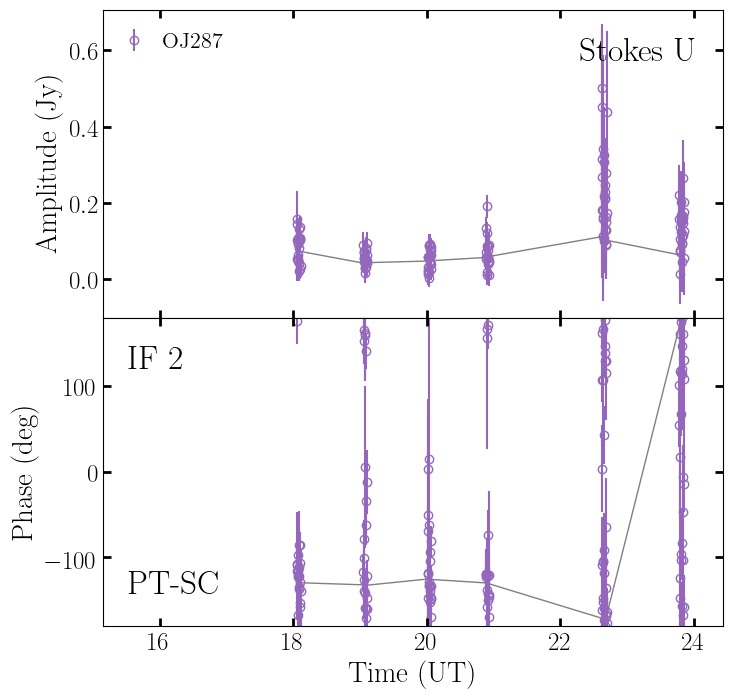 OJ287
Stokes U
0.6
0.4
0.2
0.0
Amplitude (Jy)
IF 2
100
0
−100
Phase (deg)
PT-SC
16 18 20 22 24
Time (UT)